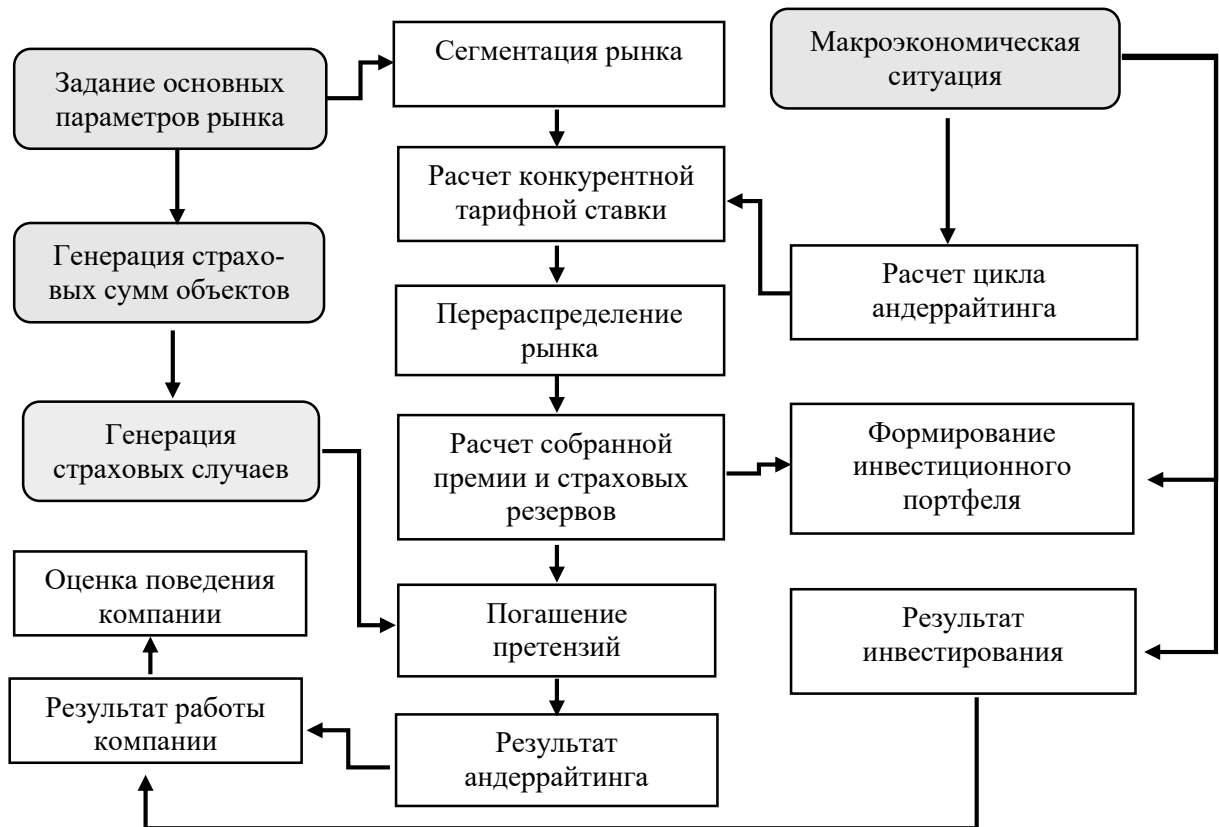 Задание основных
параметров рынка
Генерация страхо-
вых сумм объектов
Генерация
страховых случаев
Оценка поведения
компании
Результат работы
компании
Сегментация рынка
Расчет конкурентной
тарифной ставки
Перераспределение
рынка
Расчет собранной
премии и страховых
резервов
Погашение
претензий
Результат
андеррайтинга
Макроэкономическая
ситуация
Расчет цикла
андеррайтинга
Формирование
инвестиционного
портфеля
Результат
инвестирования